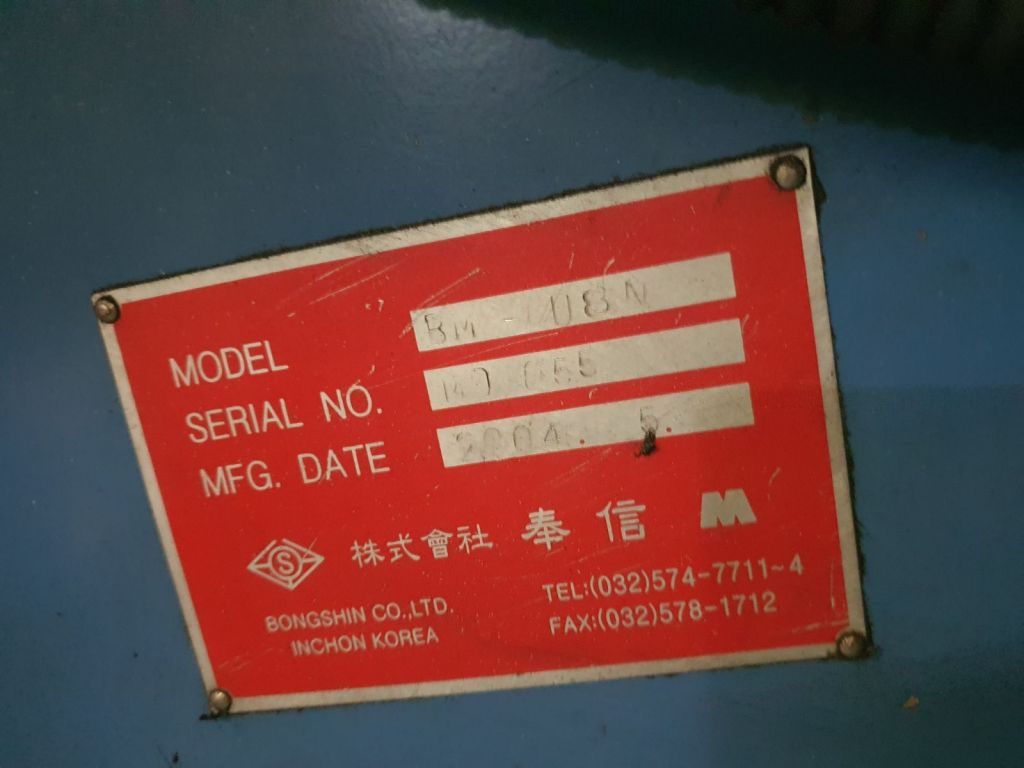 MODEL BM
SERIAL NO.
MFG. DATE 2004. 5.
S 株式會社 奉信
BONGSHIN CO.,LTD.
INCHON KOREA
TEL:(032)574-7711~4
FAX:(032)578-1712